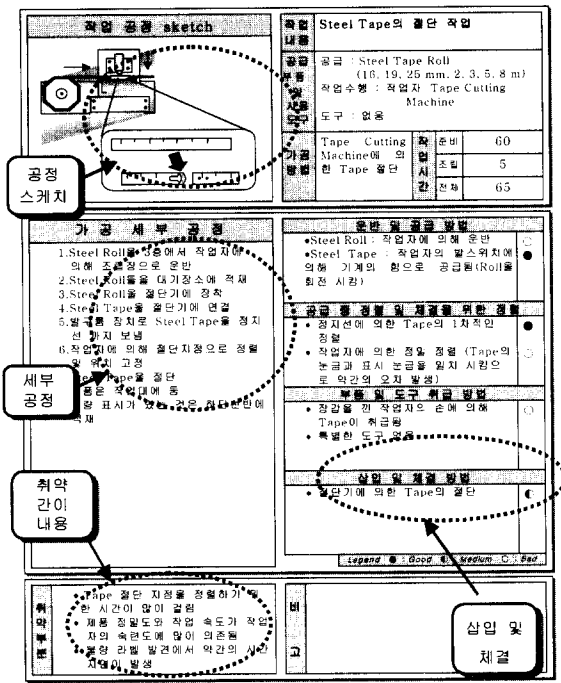 작업 공정 sketch
작업 내용
Steel Tape의 절단 작업
공급 부품 및 사용 도구
공급 : Steel Tape Roll
(16, 19, 25 mm. 2, 3, 5, 8 m)
작업수행 : 작업자 Tape Cutting
Machine
도구 : 없음
가공 방법
Tape Cutting
Machine에 의
한 Tape 절단
작업시간
준비 60
조립 5
전체 65
공정
스케치
가 공 세 부 공 정
1.Steel Roll을 3층에서 작업자에
의해 조립장으로 운반
2.Steel Roll들을 대기장소에 적재
3.Steel Roll을 절단기에 장착
4.Steel Tape을 절단기에 연결
5.발구름 장치로 Steel Tape을 정지
선 까지 보냄
6.작업자에 의해 절단지점으로 정렬
및 위치 고정
Tape을 절단
작업대에 둠
표시가 있는 것은 하단선반에
적재
세부
공정
운반 및 공급 방법
•Steel Roll : 작업자에 의해 운반 ○
•Steel Tape : 작업자의 발스위치에 ●
의해 기계의 힘으로 공급됨(Roll을
회전 시킴)
공급 중 정렬 및 체결을 위한 정렬
• 정지선에 의한 Tape의 1차적인 ●
정렬
• 작업자에 의한 정밀 정렬 (Tape의 ○
눈금과 표시 눈금을 일치 시킴으
로 약간의 오차 발생)
부품 및 도구 취급 방법
• 장갑을 낀 작업자의 손에 의해 ○
Tape이 취급됨
• 특별한 도구 없음
삽입 및 체결 방법
• 절단기에 의한 Tape의 절단 ◐
Legend ● : Good ◐ : Medium ○ : Bad
취약
간이
내용
취약부분
• Tape 절단 지점을 정렬하기 위
한 시간이 많이 걸림
• 제품 정밀도와 작업 속도가 작업
자의 숙련도에 많이 의존됨
• 불량 라벨 발견에서 약간의 시간
지연이 발생
비고
삽입 및
체결